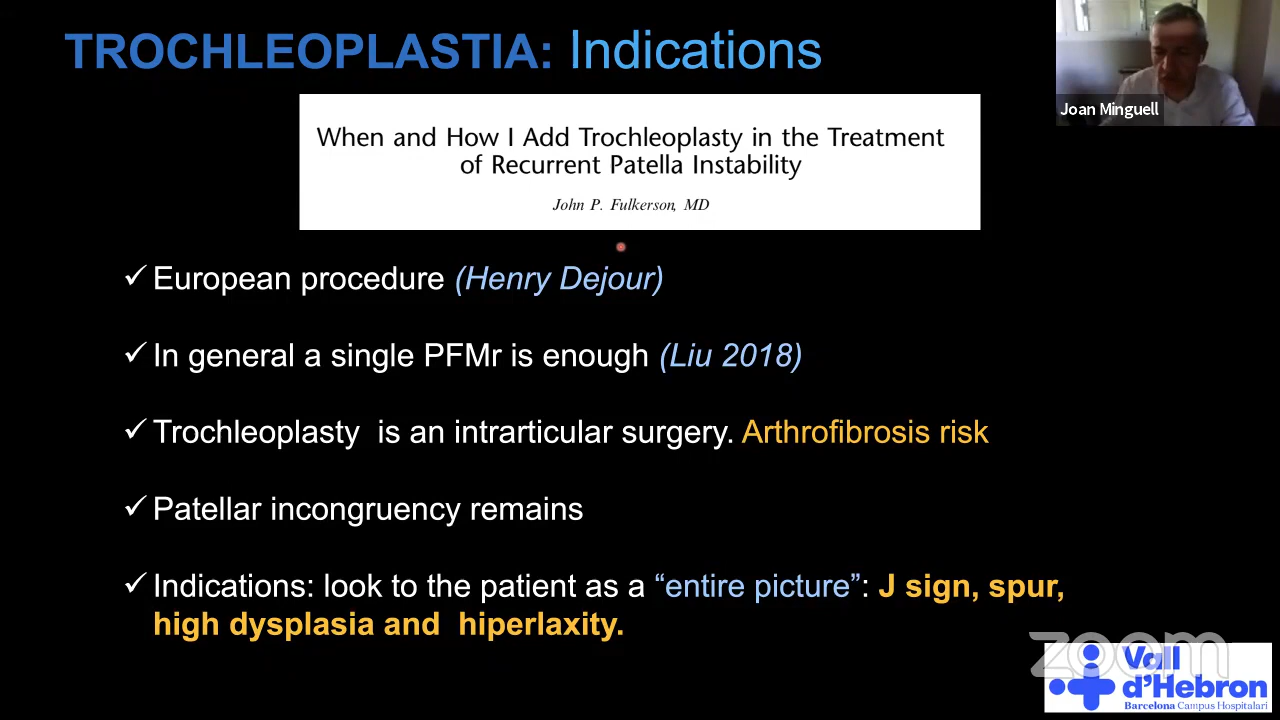 TROCHLEOPLASTIA: Indications
Joan Minguell
When and How I Add Trochleoplasty in the Treatment
of Recurrent Patella Instability
John P. Fulkerson, MD
✓ European procedure (Henry Dejour)
✓ In general a single PFMr is enough (Liu 2018)
✓ Trochleoplasty is an intrarticular surgery. Arthrofibrosis risk
✓ Patellar incongruency remains
✓ Indications: look to the patient as a “entire picture”: J sign, spur,
high dysplasia and hiperlaxity.
zoom
Vall
d'Hebron
Barcelona Campus Hospitalari